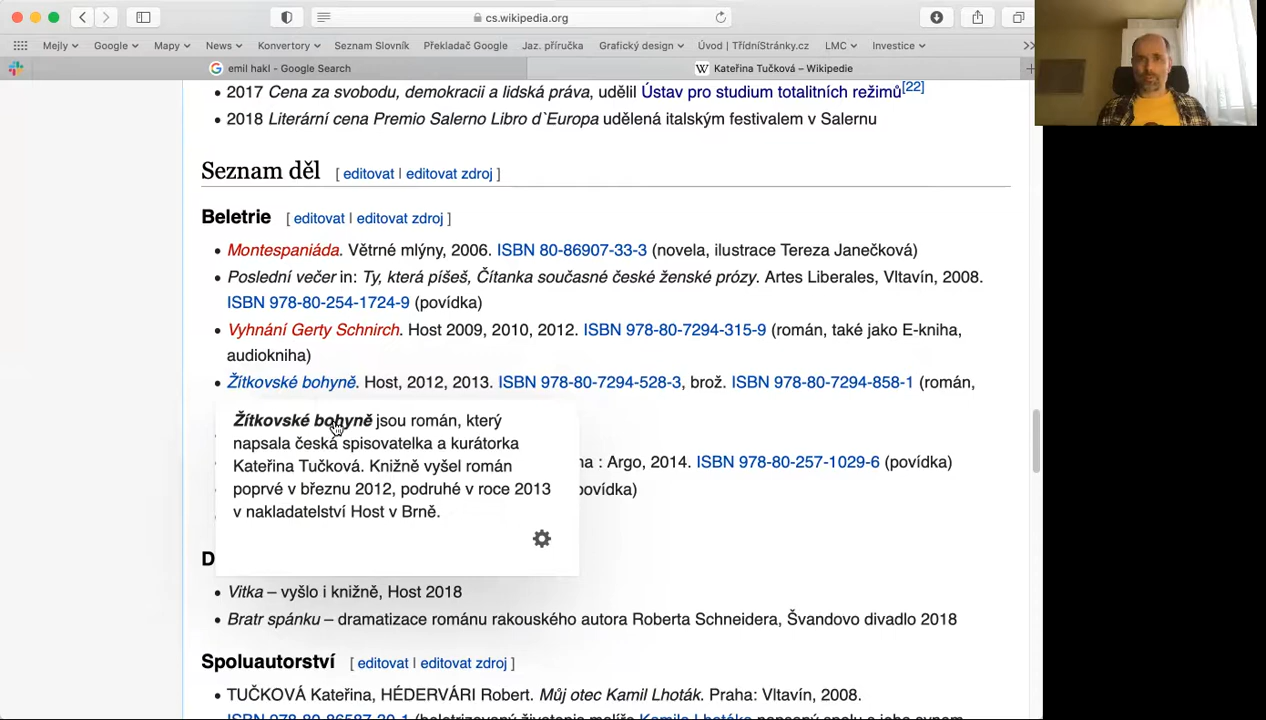 cs.wikipedia.org
Mejly Google Mapy News Konvertory Seznam Slovník Překladač Google Jaz. příručka Grafický design Úvod | TřídníStránky.cz LMC Investice
emil hakl - Google Search
W Kateřina Tučková – Wikipedie
• 2017 Cena za svobodu, demokracii a lidská práva, udělil Ústav pro studium totalitních režimů[22]
• 2018 Literární cena Premio Salerno Libro d`Europa udělená italským festivalem v Salernu
Seznam děl [ editovat | editovat zdroj ]
Beletrie [ editovat | editovat zdroj ]
• Montespaniáda. Větrné mlýny, 2006. ISBN 80-86907-33-3 (novela, ilustrace Tereza Janečková)
• Poslední večer in: Ty, která píšeš, Čítanka současné české ženské prózy. Artes Liberales, Vltavín, 2008.
ISBN 978-80-254-1724-9 (povídka)
• Vyhnání Gerty Schnirch. Host 2009, 2010, 2012. ISBN 978-80-7294-315-9 (román, také jako E-kniha,
audiokniha)
• Žítkovské bohyně. Host, 2012, 2013. ISBN 978-80-7294-528-3, brož. ISBN 978-80-7294-858-1 (román,
Žítkovské bohyně jsou román, který
napsala česká spisovatelka a kurátorka
Kateřina Tučková. Knižně vyšel román
poprvé v březnu 2012, podruhé v roce 2013
v nakladatelství Host v Brně.
: Argo, 2014. ISBN 978-80-257-1029-6 (povídka)
D
• Vitka – vyšlo i knižně, Host 2018
• Bratr spánku – dramatizace románu rakouského autora Roberta Schneidera, Švandovo divadlo 2018
Spoluautorství [ editovat | editovat zdroj ]
• TUČKOVÁ Kateřina, HÉDERVÁRI Robert. Můj otec Kamil Lhoták. Praha: Vltavín, 2008.